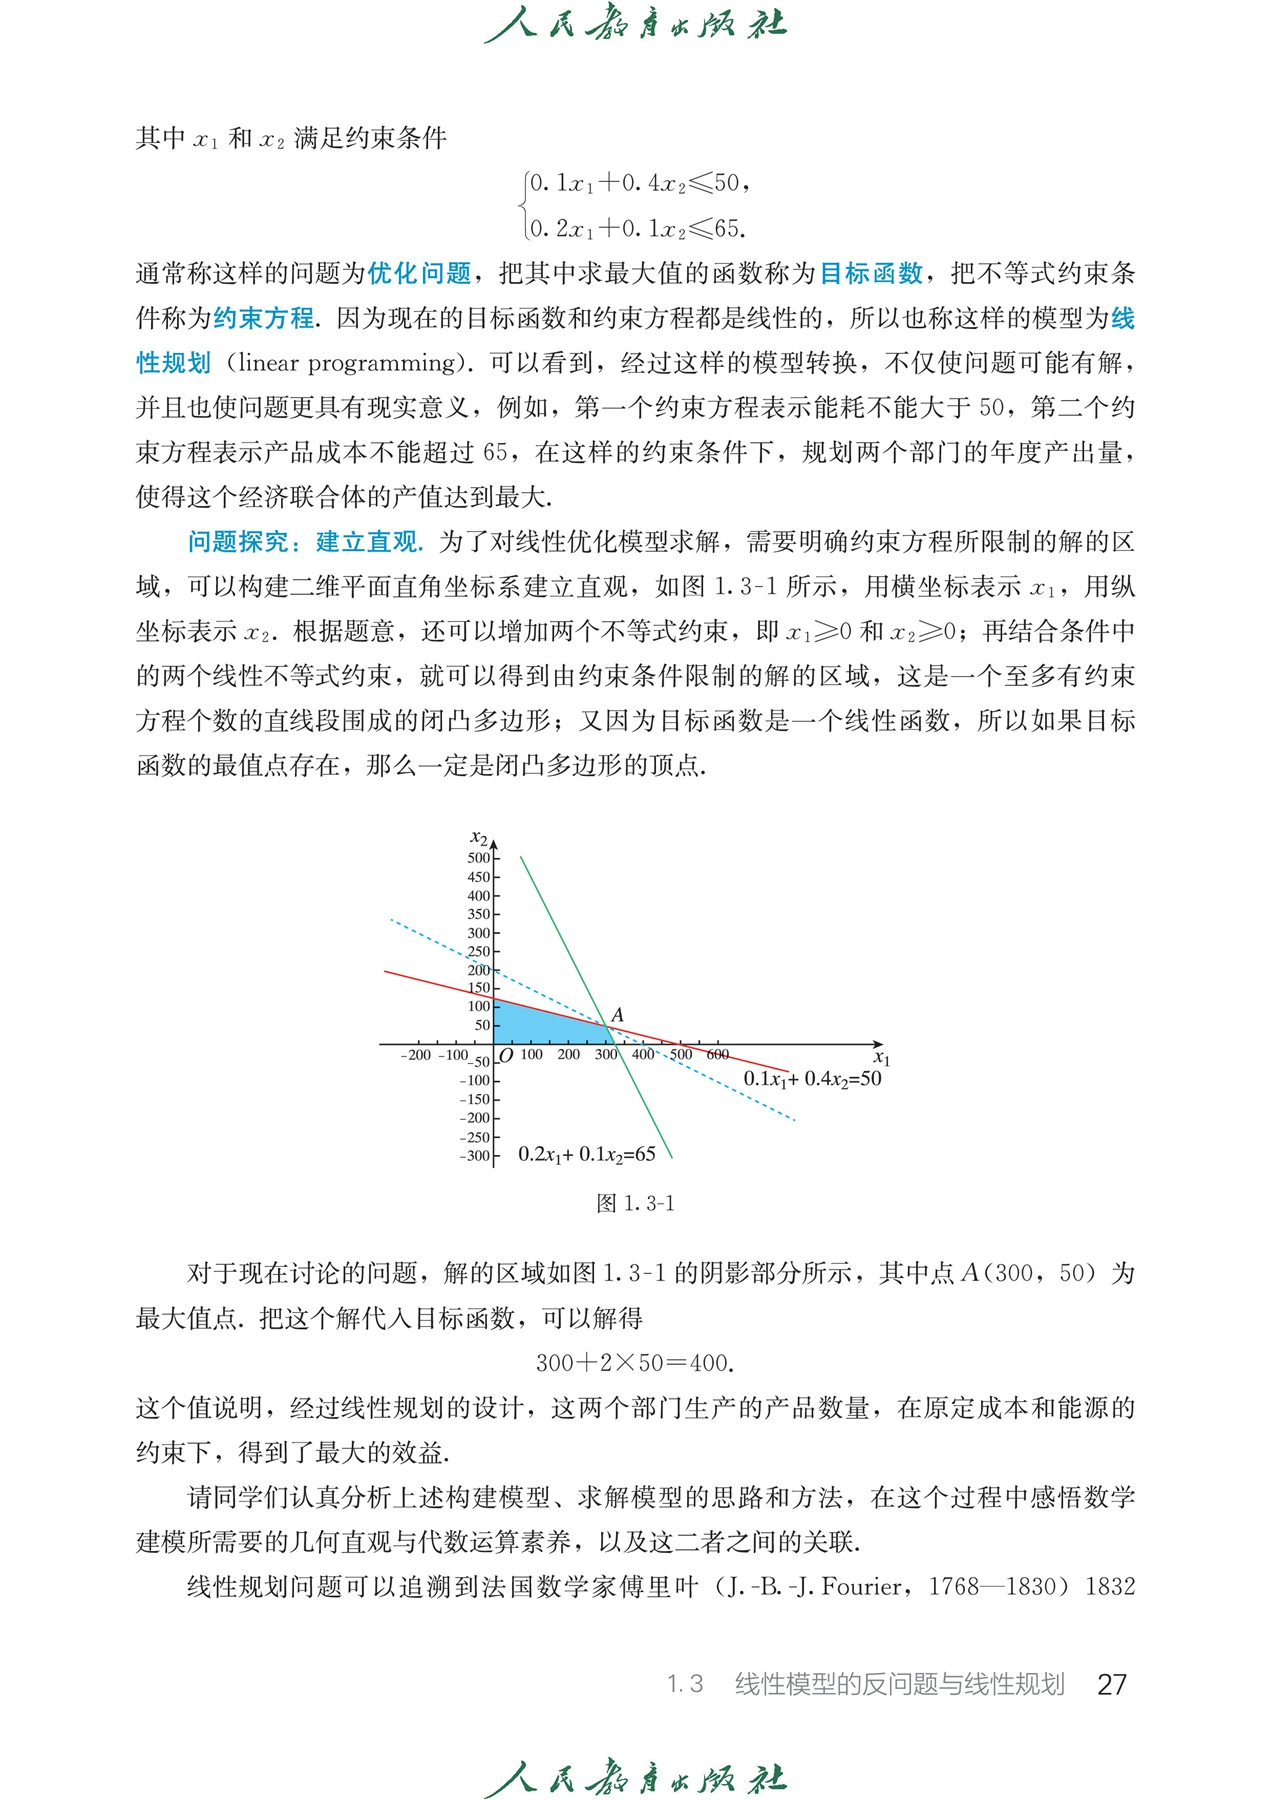 人民教育出版社
其中 x₁ 和 x₂ 满足约束条件
0.1x₁+0.4x₂≤50，
0.2x₁+0.1x₂≤65.
通常称这样的问题为优化问题，把其中求最大值的函数称为目标函数，把不等式约束条
件称为约束方程. 因为现在的目标函数和约束方程都是线性的，所以也称这样的模型为线
性规划（linear programming）. 可以看到，经过这样的模型转换，不仅使问题可能有解，
并且也使问题更具有现实意义，例如，第一个约束方程表示能耗不能大于 50，第二个约
束方程表示产品成本不能超过 65，在这样的约束条件下，规划两个部门的年度产出量，
使得这个经济联合体的产值达到最大.
问题探究：建立直观. 为了对线性优化模型求解，需要明确约束方程所限制的解的区
域，可以构建二维平面直角坐标系建立直观，如图 1.3-1 所示，用横坐标表示 x₁，用纵
坐标表示 x₂. 根据题意，还可以增加两个不等式约束，即 x₁≥0 和 x₂≥0；再结合条件中
的两个线性不等式约束，就可以得到由约束条件限制的解的区域，这是一个至多有约束
方程个数的直线段围成的闭凸多边形；又因为目标函数是一个线性函数，所以如果目标
函数的最值点存在，那么一定是闭凸多边形的顶点.
x₂
500
450
400
350
300
250
200
150
100
50
A
-200 -100 O 100 200 300 400 500 600 x₁
-50
-100
-150
-200
-250
-300
0.1x₁+0.4x₂=50
0.2x₁+0.1x₂=65
图 1.3-1
对于现在讨论的问题，解的区域如图 1.3-1 的阴影部分所示，其中点 A（300，50）为
最大值点. 把这个解代入目标函数，可以解得
300+2×50=400.
这个值说明，经过线性规划的设计，这两个部门生产的产品数量，在原定成本和能源的
约束下，得到了最大的效益.
请同学们认真分析上述构建模型、求解模型的思路和方法，在这个过程中感悟数学
建模所需要的几何直观与代数运算素养，以及这二者之间的关联.
线性规划问题可以追溯到法国数学家傅里叶（J.-B.-J. Fourier，1768—1830）1832
1.3 线性模型的反问题与线性规划 27
人民教育出版社